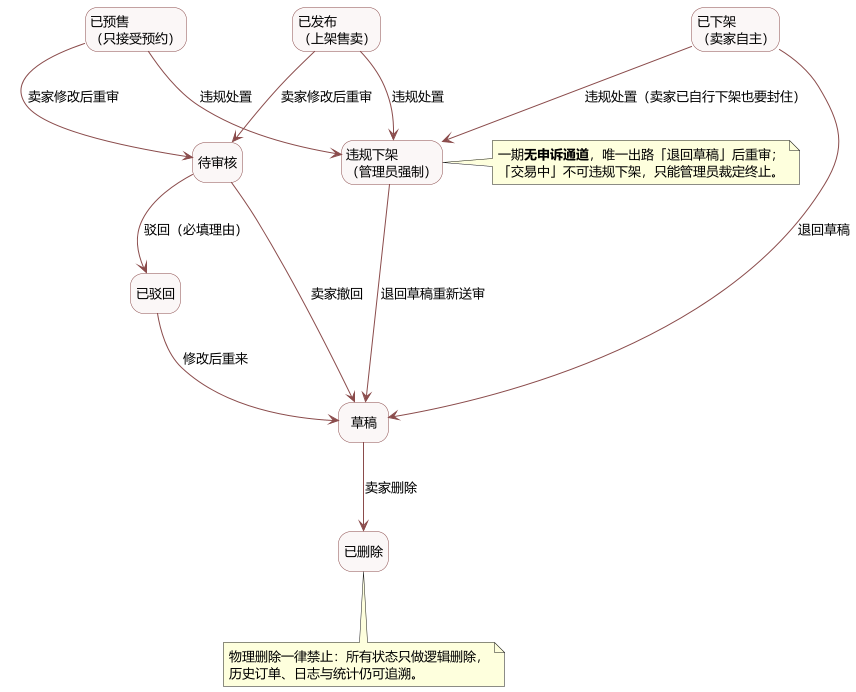 已预售
（只接受预约）
已发布
（上架售卖）
已下架
（卖家自主）
卖家修改后重审
违规处置
卖家修改后重审
违规处置
违规处置（卖家已自行下架也要封住）
待审核
违规下架
（管理员强制）
一期无申诉通道，唯一出路「退回草稿」后重审；
「交易中」不可违规下架，只能管理员裁定终止。
驳回（必填理由）
退回草稿
已驳回
卖家撤回
退回草稿重新送审
修改后重来
草稿
卖家删除
已删除
物理删除一律禁止：所有状态只做逻辑删除，
历史订单、日志与统计仍可追溯。